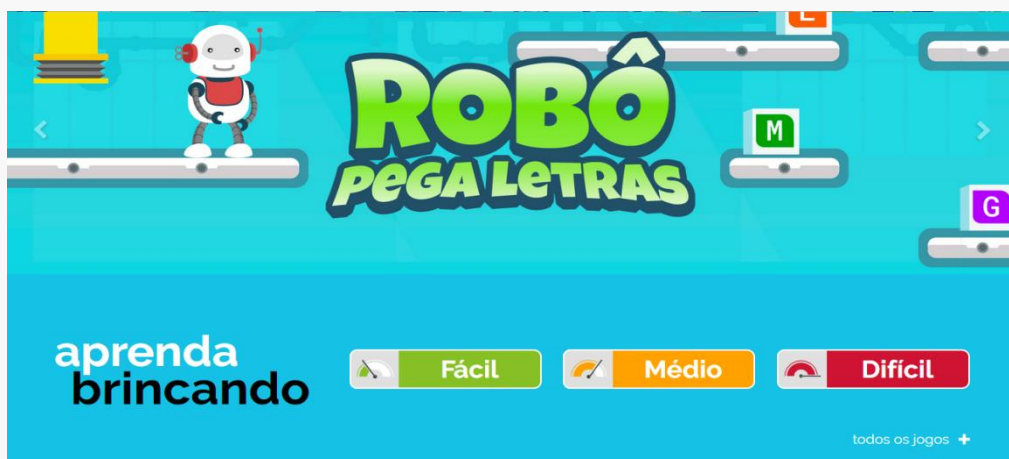 ROBÔ
PEGA LETRAS
M
G
aprenda
brincando
Fácil
Médio
Difícil
todos os jogos +